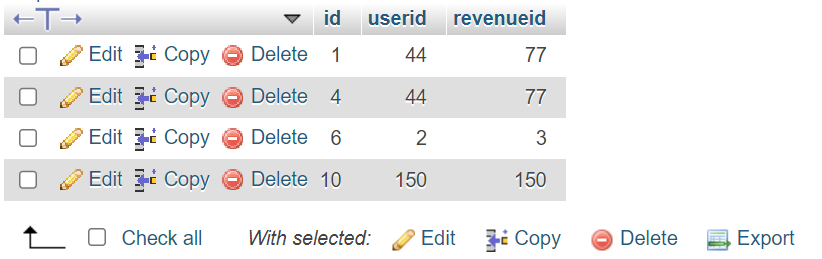 id userid revenueid
Edit Copy Delete 1 44 77
Edit Copy Delete 4 44 77
Edit Copy Delete 6 2 3
Edit Copy Delete 10 150 150
Check all With selected: Edit Copy Delete Export